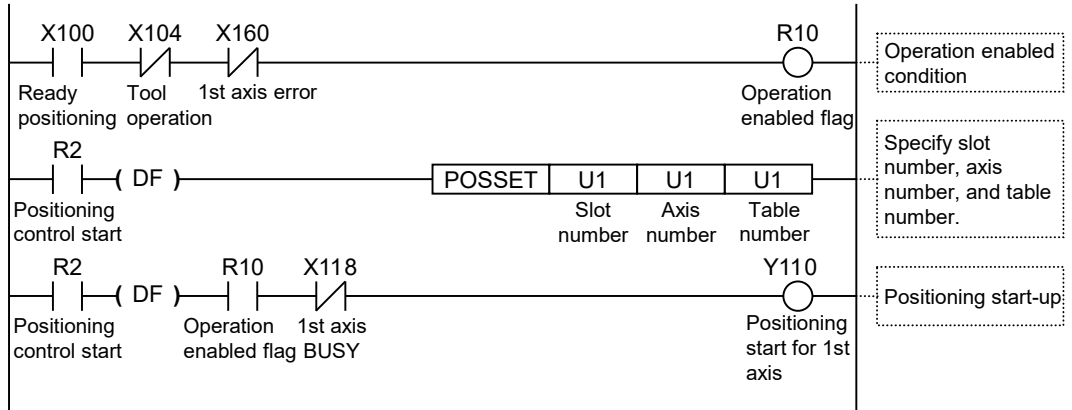 X100 X104 X160 R10
Ready Tool 1st axis error Operation
positioning operation enabled flag
Operation enabled
condition
R2
( DF ) POSSET U1 U1 U1
Positioning Slot Axis Table
control start number number number
Specify slot
number, axis
number, and table
number.
R2 R10 X118 Y110
( DF )
Positioning Operation 1st axis Positioning
control start enabled flag BUSY start for 1st
axis
Positioning start-up